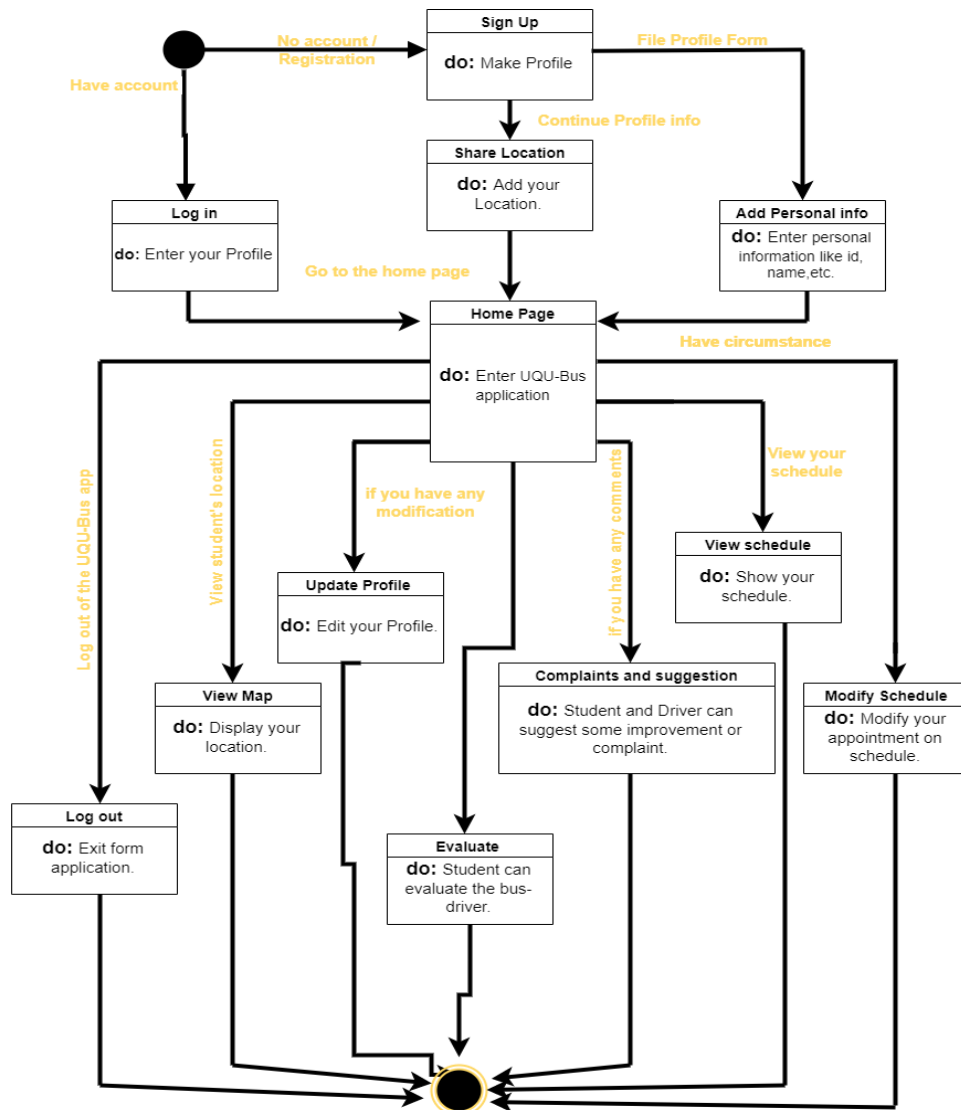 Sign Up
do: Make Profile
No account /
Registration
File Profile Form
Have account
Continue Profile info
Share Location
do: Add your
Location.
Log in
do: Enter your Profile
Add Personal info
do: Enter personal
information like id,
name,etc.
Go to the home page
Home Page
do: Enter UQU-Bus
application
Have circumstance
Log out of the UQU-Bus app
View student's location
if you have any
modification
if you have any comments
View your
schedule
View schedule
do: Show your
schedule.
Update Profile
do: Edit your Profile.
View Map
do: Display your
location.
Complaints and suggestion
do: Student and Driver can
suggest some improvement or
complaint.
Modify Schedule
do: Modify your
appointment on
schedule.
Log out
do: Exit form
application.
Evaluate
do: Student can
evaluate the bus-
driver.